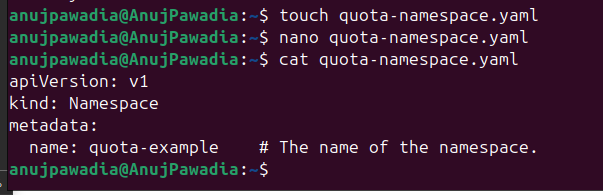 anujpawadia@AnujPawadia:~$ touch quota-namespace.yaml
anujpawadia@AnujPawadia:~$ nano quota-namespace.yaml
anujpawadia@AnujPawadia:~$ cat quota-namespace.yaml
apiVersion: v1
kind: Namespace
metadata:
  name: quota-example    # The name of the namespace.
anujpawadia@AnujPawadia:~$